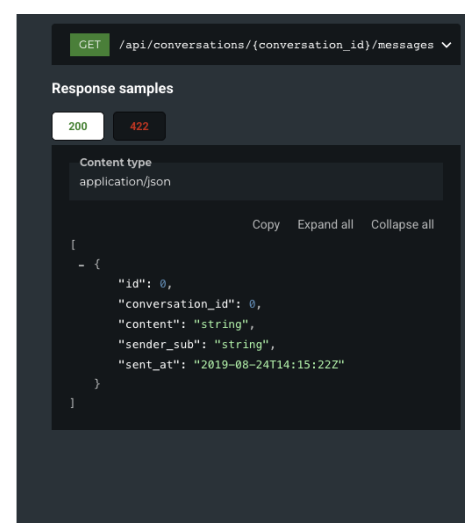 GET /api/conversations/{conversation_id}/messages
Response samples
200 422
Content type
application/json
Copy Expand all Collapse all
[
- {
"id": 0,
"conversation_id": 0,
"content": "string",
"sender_sub": "string",
"sent_at": "2019-08-24T14:15:22Z"
}
]